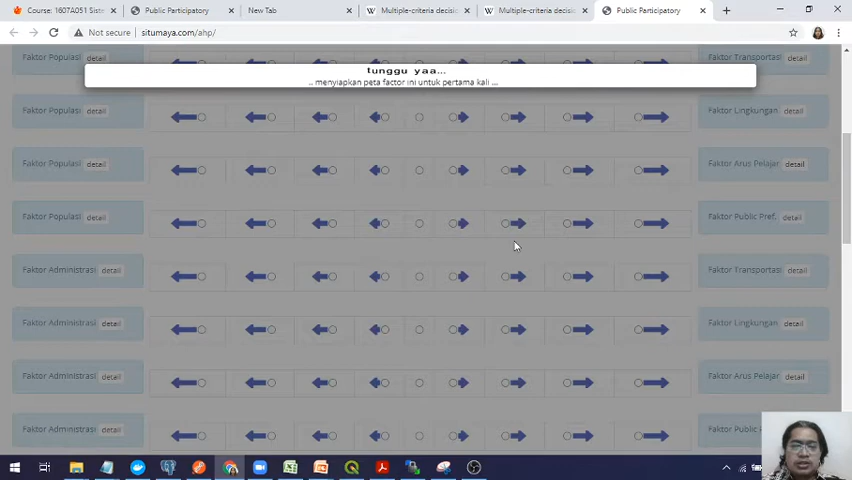 Course: 1607A051 Siste
Public Participatory
New Tab
Multiple-criteria decisio
Multiple-criteria decisio
Public Participatory
Not secure
situmaya.com/ahp/
Faktor Populasi detail
Faktor Transportasi detail
tunggu yaa...
.. menyiapkan peta factor ini untuk pertama kali ....
Faktor Populasi detail
Faktor Lingkungan detail
Faktor Populasi detail
Faktor Arus Pelajar detail
Faktor Populasi detail
Faktor Public Pref. detail
Faktor Administrasi detail
Faktor Transportasi detail
Faktor Administrasi detail
Faktor Lingkungan detail
Faktor Administrasi detail
Faktor Arus Pelajar detail
Faktor Administrasi detail
Faktor Public